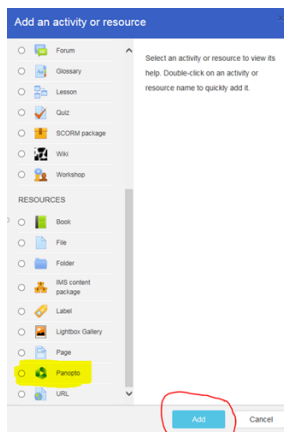 Add an activity or resource
Forum
Glossary
Lesson
Quiz
SCORM package
Wiki
Workshop
RESOURCES
Book
File
Folder
IMS content
package
Label
Lightbox Gallery
Page
Panopto
URL
Select an activity or resource to view its
help. Double-click on an activity or
resource name to quickly add it.
Add
Cancel